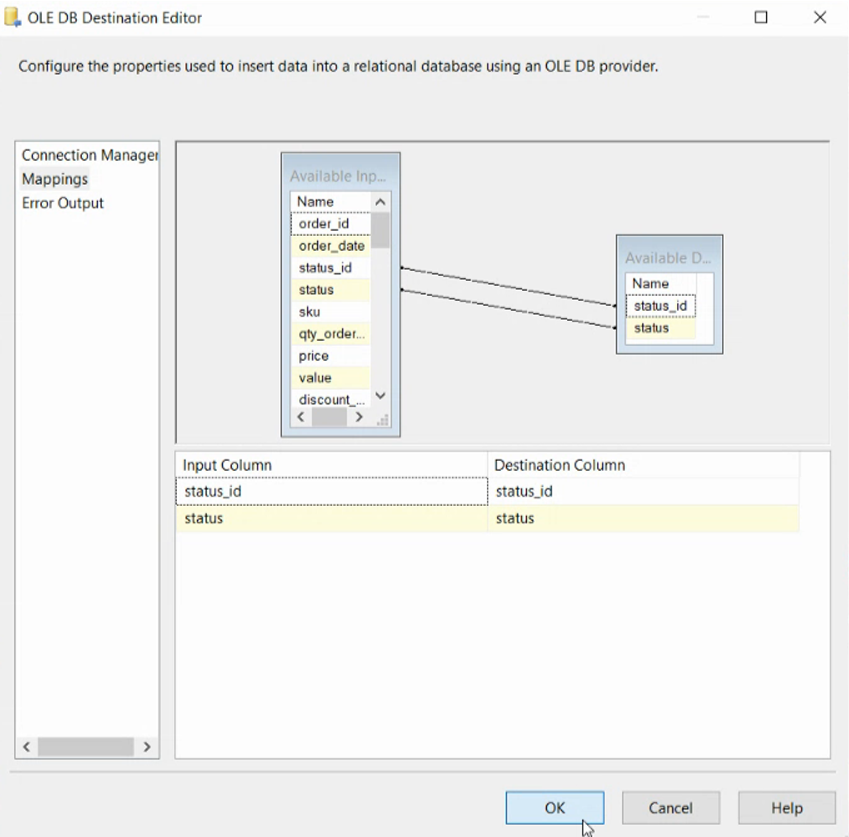 OLE DB Destination Editor
Configure the properties used to insert data into a relational database using an OLE DB provider.
Connection Manager
Mappings
Error Output
Available Inp...
Name
order_id
order_date
status_id
status
sku
qty_order...
price
value
discount_...
Available D...
Name
status_id
status
Input Column Destination Column
status_id status_id
status status
OK Cancel Help